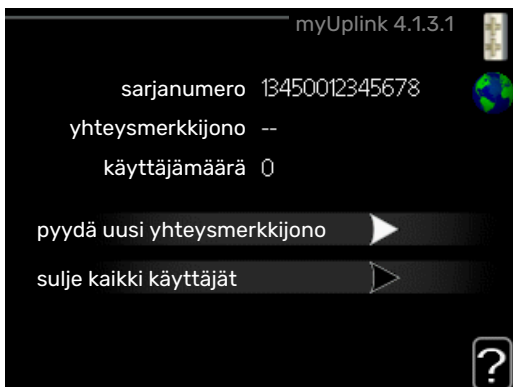 myUplink 4.1.3.1
sarjanumero 13450012345678
yhteysmerkkijono --
käyttäjämäärä 0
pyydä uusi yhteysmerkkijono
sulje kaikki käyttäjät
?